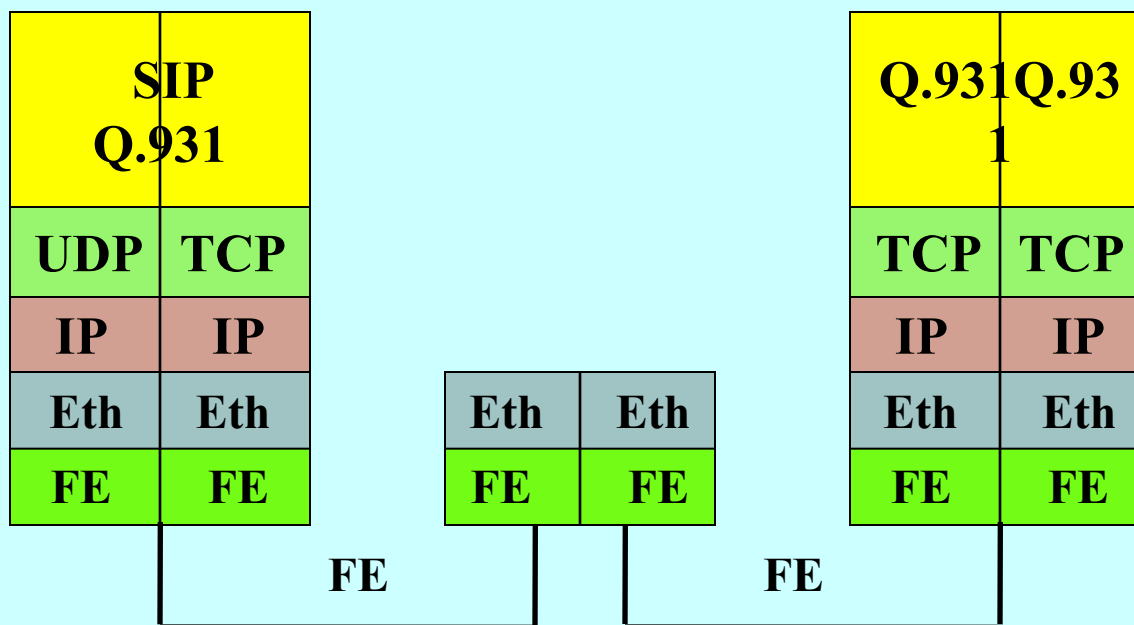 SIP
Q.931
Q.931Q.93
1
UDP TCP
TCP TCP
IP IP
IP IP
Eth Eth
Eth Eth
Eth Eth
FE FE
FE FE
FE FE
FE
FE